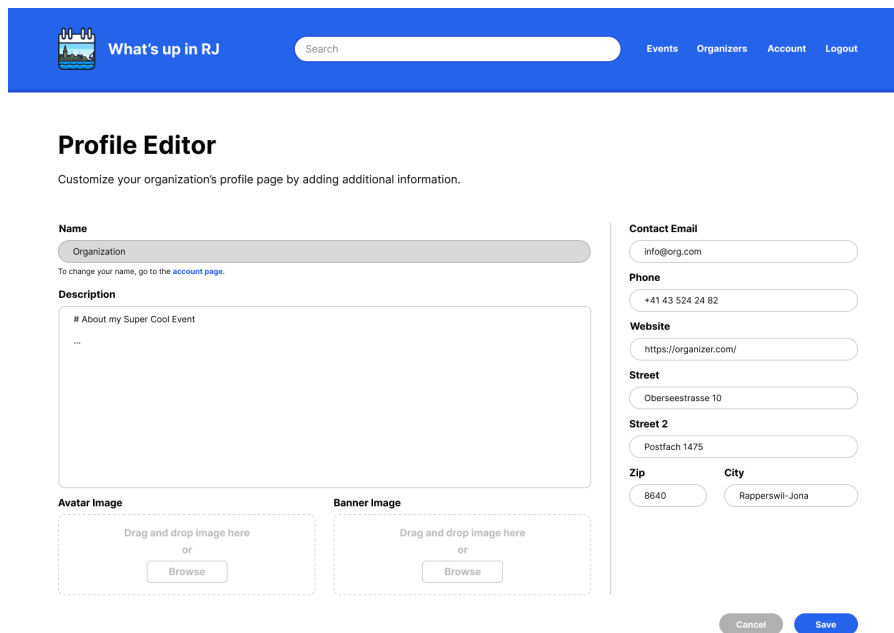 What's up in RJ
Search
Events Organizers Account Logout
Profile Editor
Customize your organization's profile page by adding additional information.
Name
Organization
To change your name, go to the account page.
Description
# About my Super Cool Event
...
Avatar Image
Drag and drop image here
or
Browse
Banner Image
Drag and drop image here
or
Browse
Contact Email
info@org.com
Phone
+41 43 524 24 82
Website
https://organizer.com/
Street
Oberseestrasse 10
Street 2
Postfach 1475
Zip City
8640 Rapperswil-Jona
Cancel Save